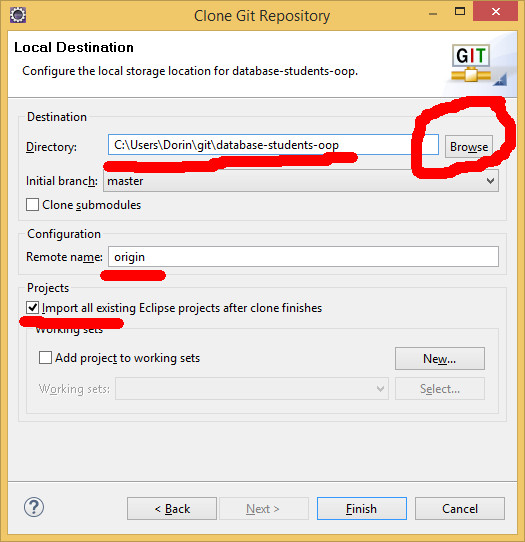 Clone Git Repository
Local Destination
Configure the local storage location for database-students-oop.
GIT
Destination
Directory: C:\Users\Dorin\git\database-students-oop Browse
Initial branch: master
Clone submodules
Configuration
Remote name: origin
Projects
Import all existing Eclipse projects after clone finishes
Working sets
Add project to working sets New...
Working sets: Select...
? < Back Next > Finish Cancel